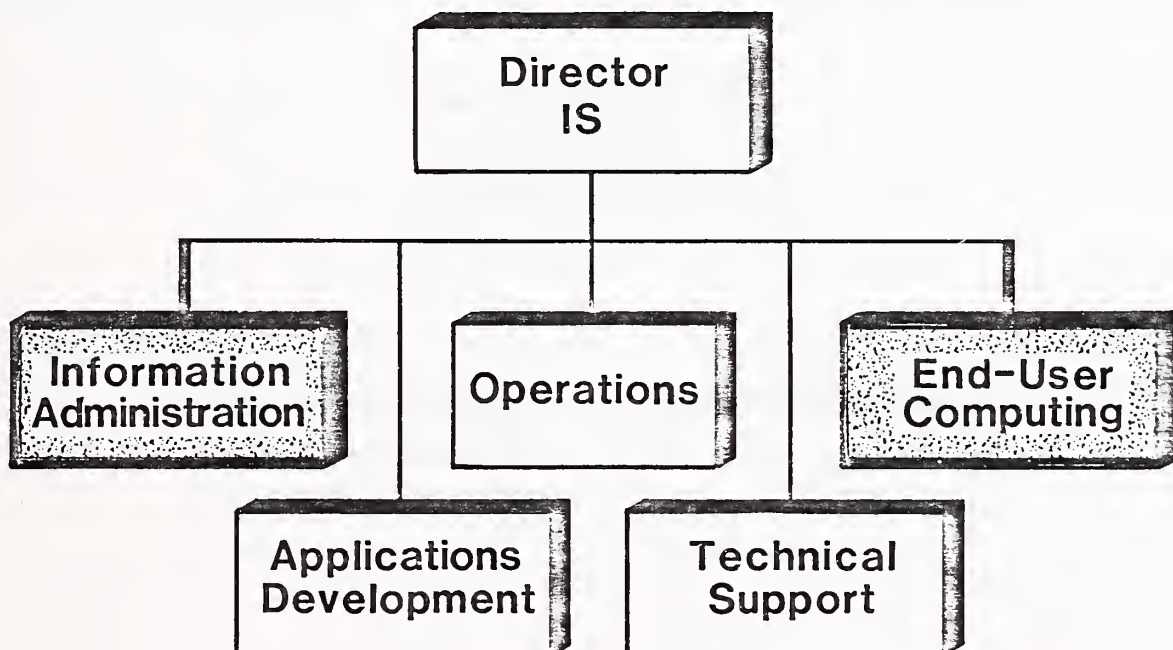 Director
IS
Information
Administration
Operations
End-User
Computing
Applications
Development
Technical
Support